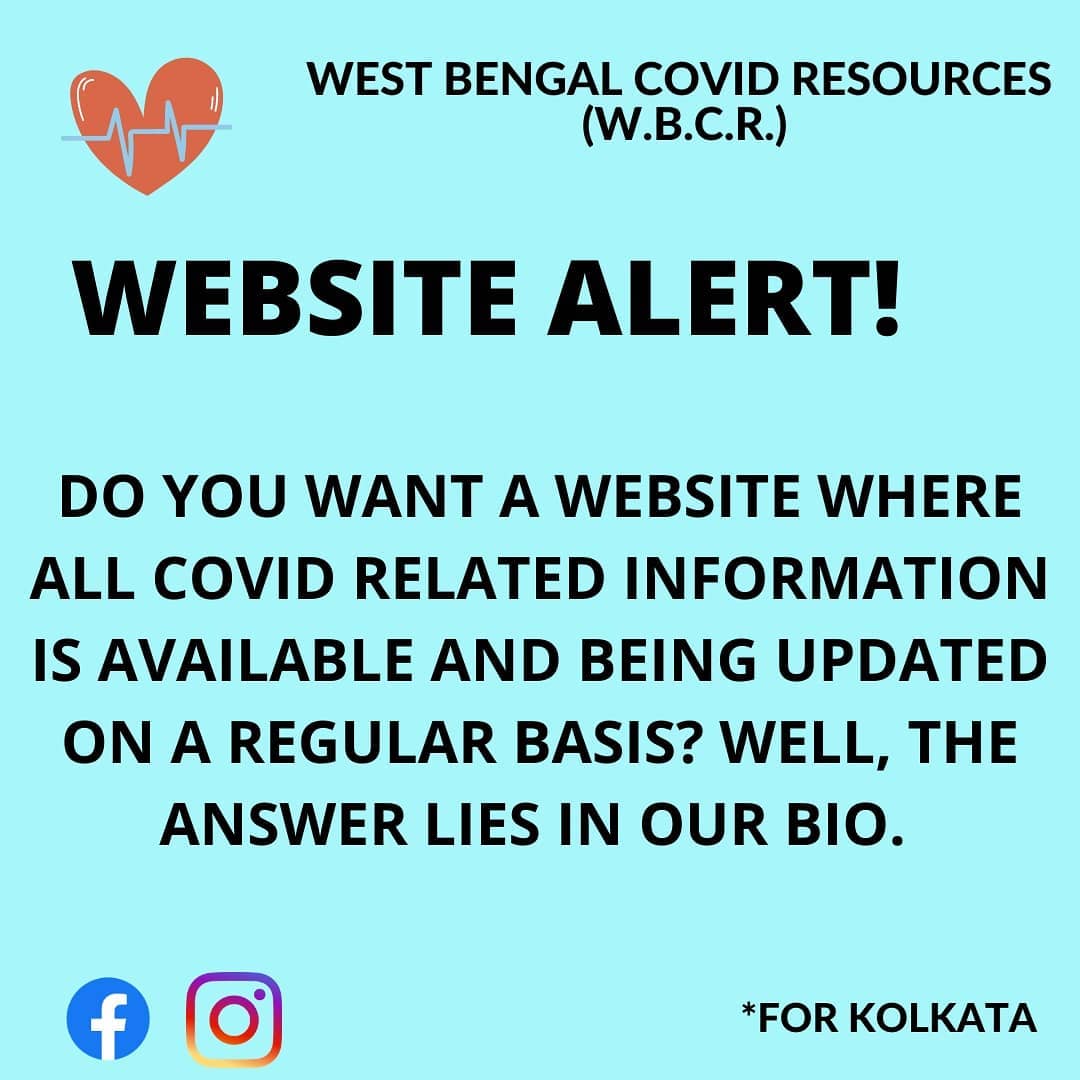 WEST BENGAL COVID RESOURCES
(W.B.C.R.)
WEBSITE ALERT!
DO YOU WANT A WEBSITE WHERE
ALL COVID RELATED INFORMATION
IS AVAILABLE AND BEING UPDATED
ON A REGULAR BASIS? WELL, THE
ANSWER LIES IN OUR BIO.
*FOR KOLKATA